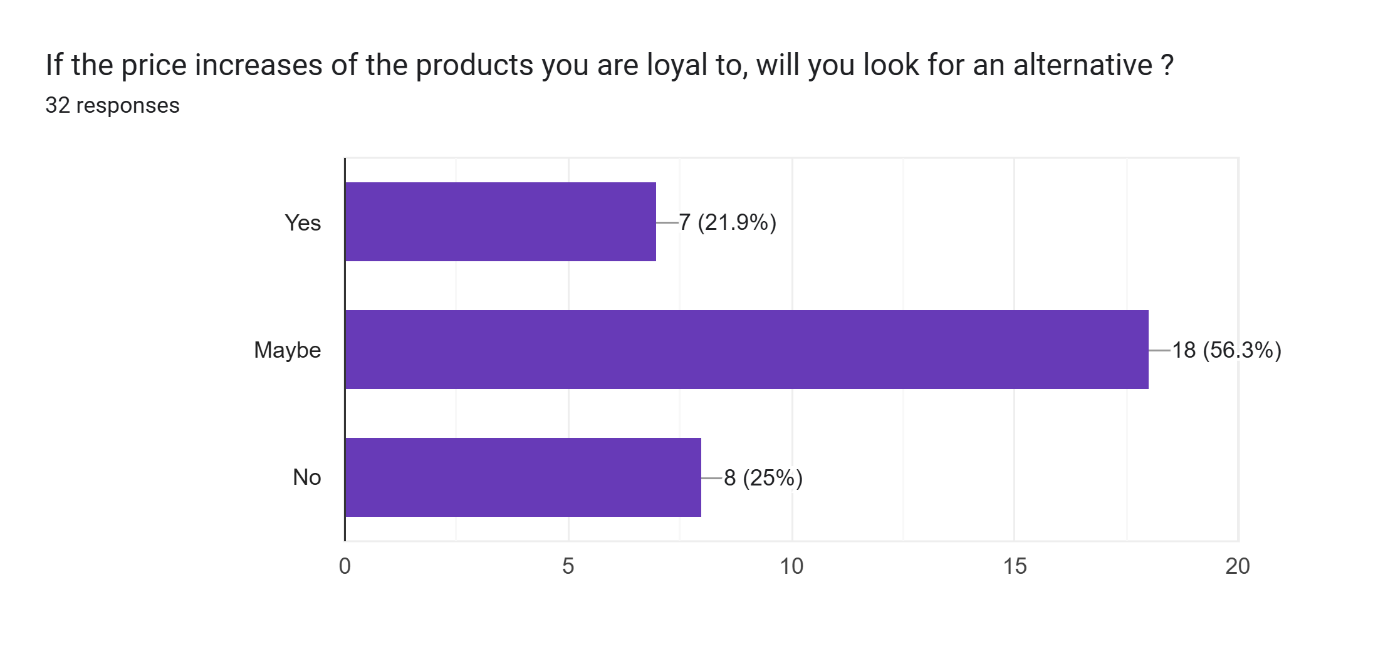 If the price increases of the products you are loyal to, will you look for an alternative ?
32 responses
Yes
7 (21.9%)
Maybe
18 (56.3%)
No
8 (25%)
0 5 10 15 20